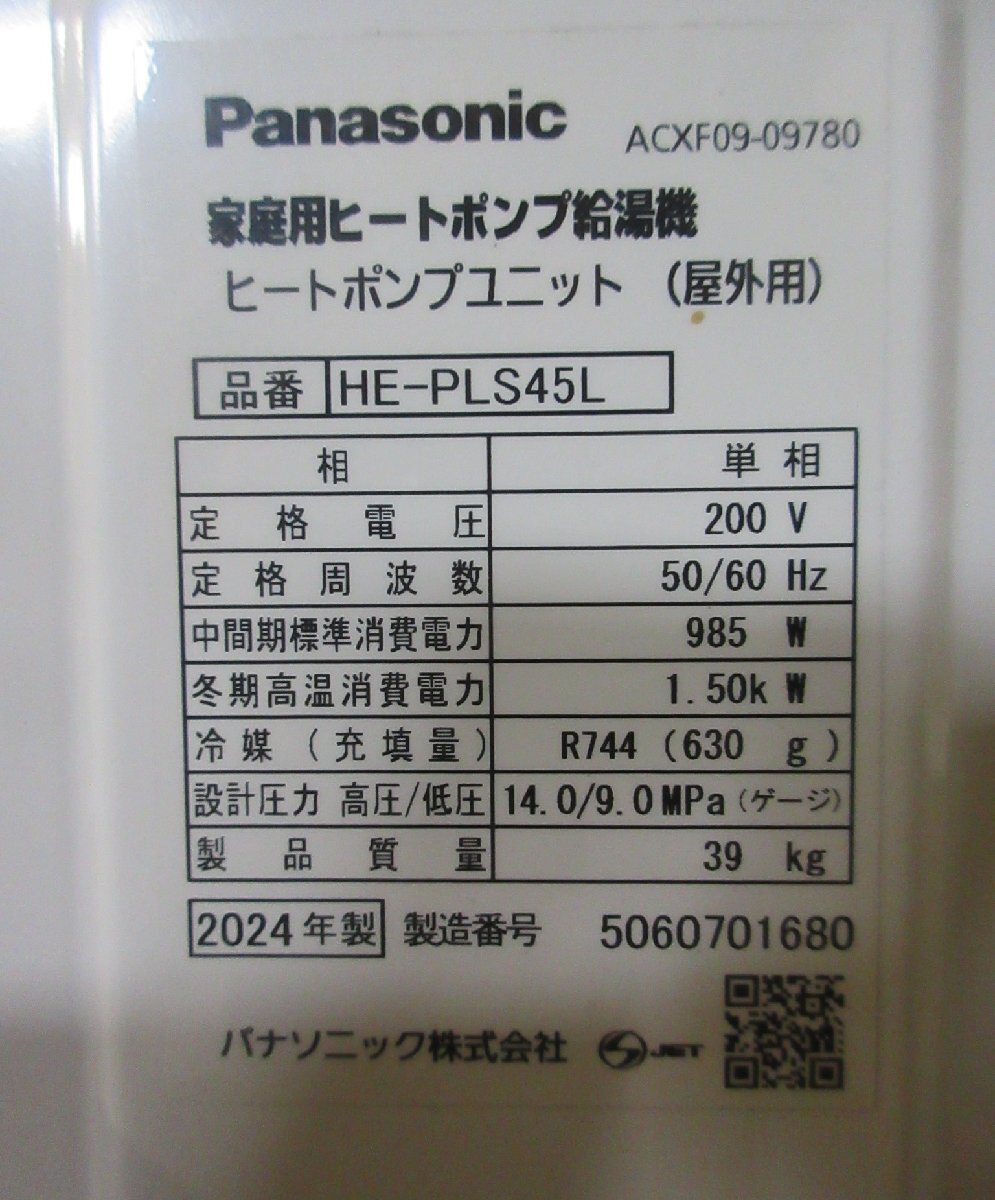 Panasonic ACXF09-09780
家庭用ヒートポンプ給湯機
ヒートポンプユニット (屋外用)
品番 HE-PLS45L
相 単相
定格電圧 200 V
定格周波数 50/60 Hz
中間期標準消費電力 985 W
冬期高温消費電力 1.50k W
冷媒(充填量) R744 (630 g)
設計圧力 高圧/低圧 14.0/9.0MPa(ゲージ)
製品質量 39 kg
2024年製 製造番号 5060701680
パナソニック株式会社 JET